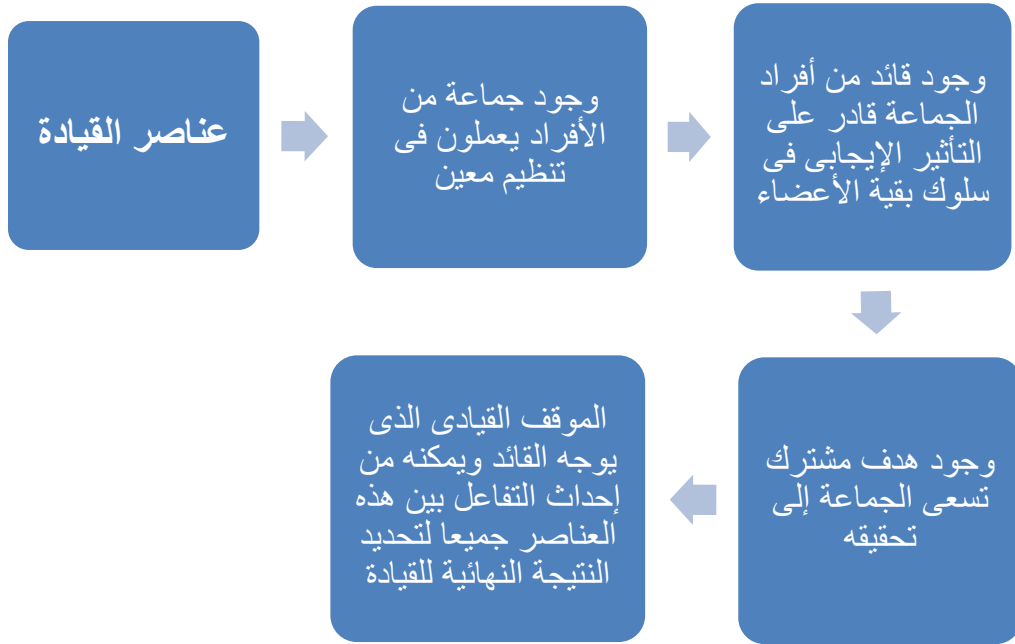 عناصر القيادة
وجود جماعة من
الأفراد يعملون فى
تنظيم معين
وجود قائد من أفراد
الجماعة قادر على
التأثير الإيجابى فى
سلوك بقية الأعضاء
وجود هدف مشترك
تسعى الجماعة إلى
تحقيقه
الموقف القيادى الذى
يوجه القائد ويمكنه من
إحداث التفاعل بين هذه
العناصر جميعا لتحديد
النتيجة النهائية للقيادة